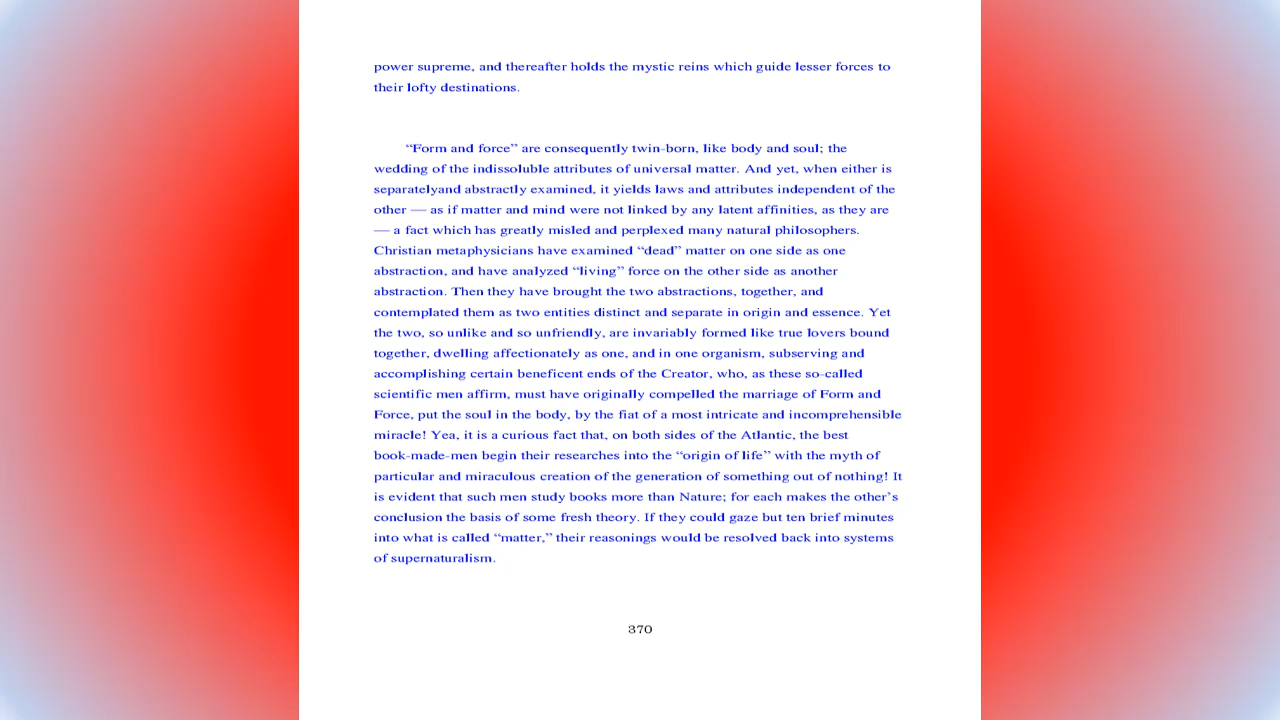 power supreme, and thereafter holds the mystic reins which guide lesser forces to
their lofty destinations.
“Form and force” are consequently twin-born, like body and soul; the
wedding of the indissoluble attributes of universal matter. And yet, when either is
separatelyand abstractly examined, it yields laws and attributes independent of the
other — as if matter and mind were not linked by any latent affinities, as they are
— a fact which has greatly misled and perplexed many natural philosophers.
Christian metaphysicians have examined “dead” matter on one side as one
abstraction, and have analyzed “living” force on the other side as another
abstraction. Then they have brought the two abstractions, together, and
contemplated them as two entities distinct and separate in origin and essence. Yet
the two, so unlike and so unfriendly, are invariably formed like true lovers bound
together, dwelling affectionately as one, and in one organism, subserving and
accomplishing certain beneficent ends of the Creator, who, as these so-called
scientific men affirm, must have originally compelled the marriage of Form and
Force, put the soul in the body, by the fiat of a most intricate and incomprehensible
miracle! Yea, it is a curious fact that, on both sides of the Atlantic, the best
book-made-men begin their researches into the “origin of life” with the myth of
particular and miraculous creation of the generation of something out of nothing! It
is evident that such men study books more than Nature; for each makes the other’s
conclusion the basis of some fresh theory. If they could gaze but ten brief minutes
into what is called “matter,” their reasonings would be resolved back into systems
of supernaturalism.
370